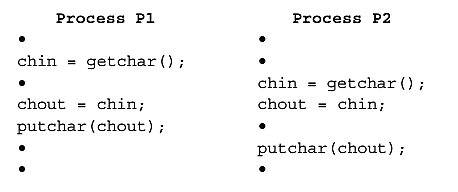 Process P1 Process P2
•
• •
chin = getchar(); •
• chin = getchar();
chout = chin; chout = chin;
putchar(chout); •
• putchar(chout);
• •